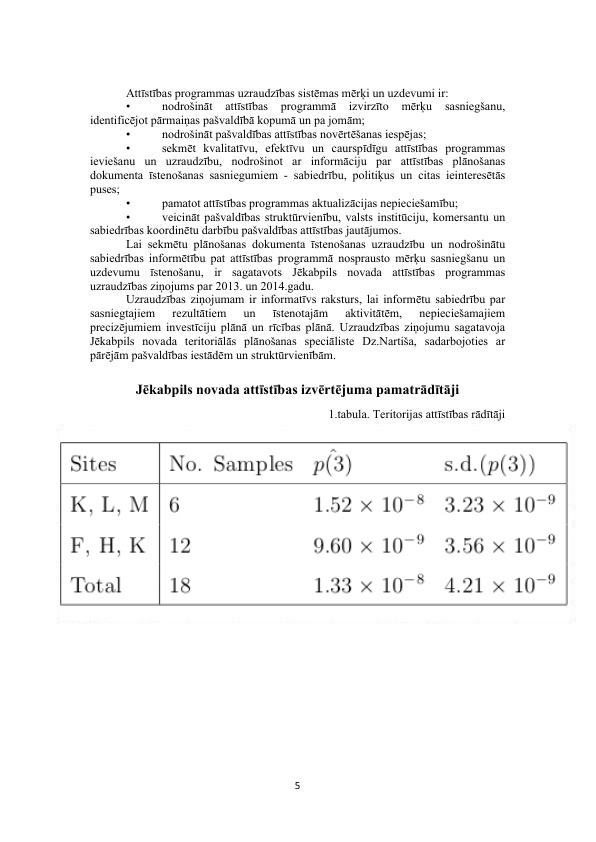 Attīstības programmas uzraudzības sistēmas mērķi un uzdevumi ir:
• nodrošināt attīstības programmā izvirzīto mērķu sasniegšanu,
identificējot pārmaiņas pašvaldībā kopumā un pa jomām;
• nodrošināt pašvaldības attīstības novērtēšanas iespējas;
• sekmēt kvalitatīvu, efektīvu un caurspīdīgu attīstības programmas
ieviešanu un uzraudzību, nodrošinot ar informāciju par attīstības plānošanas
dokumenta īstenošanas sasniegumiem - sabiedrību, politiķus un citas ieinteresētās
puses;
• pamatot attīstības programmas aktualizācijas nepieciešamību;
• veicināt pašvaldības struktūrvienību, valsts institūciju, komersantu un
sabiedrības koordinētu darbību pašvaldības attīstības jautājumos.
Lai sekmētu plānošanas dokumenta īstenošanas uzraudzību un nodrošinātu
sabiedrības informētību pat attīstības programmā nosprausto mērķu sasniegšanu un
uzdevumu īstenošanu, ir sagatavots Jēkabpils novada attīstības programmas
uzraudzības ziņojums par 2013. un 2014.gadu.
Uzraudzības ziņojumam ir informatīvs raksturs, lai informētu sabiedrību par
sasniegtajiem rezultātiem un īstenotajām aktivitātēm, nepieciešamajiem
precizējumiem investīciju plānā un rīcības plānā. Uzraudzības ziņojumu sagatavoja
Jēkabpils novada teritoriālās plānošanas speciāliste Dz.Nartiša, sadarbojoties ar
pārējām pašvaldības iestādēm un struktūrvienībām.
Jēkabpils novada attīstības izvērtējuma pamatrādītāji
1.tabula. Teritorijas attīstības rādītāji
Sites No. Samples p(̂3) s.d.(p(3))
K, L, M 6 1.52 × 10⁻⁸ 3.23 × 10⁻⁹
F, H, K 12 9.60 × 10⁻⁹ 3.56 × 10⁻⁹
Total 18 1.33 × 10⁻⁸ 4.21 × 10⁻⁹
5